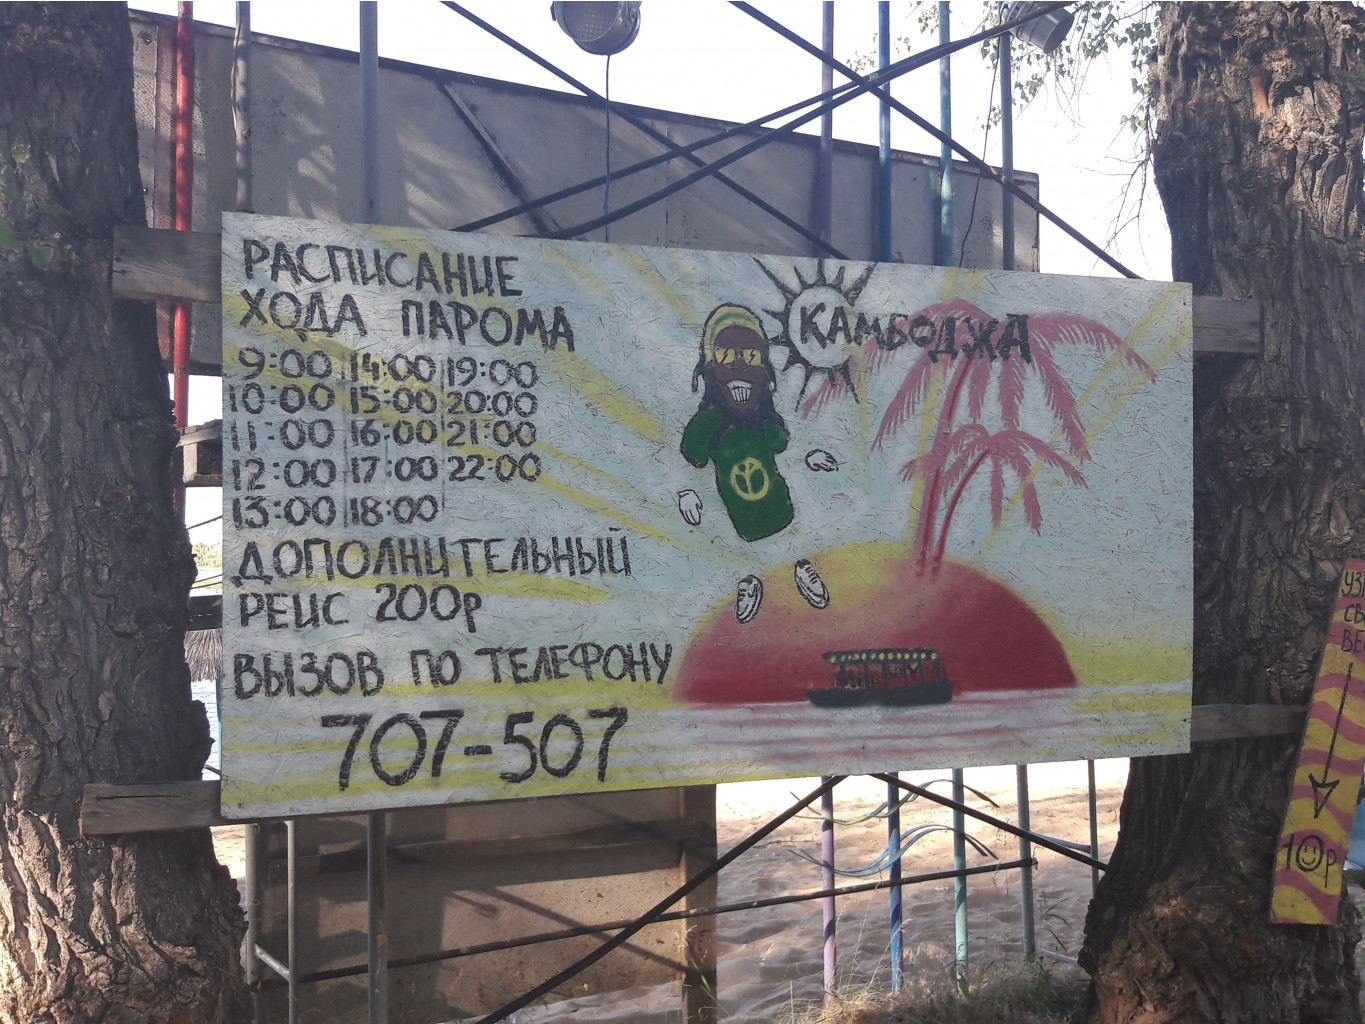 РАСПИСАНИЕ
ХОДА ПАРОМА
9:00 14:00 19:00
10:00 15:00 20:00
11:00 16:00 21:00
12:00 17:00 22:00
13:00 18:00
ДОПОЛНИТЕЛЬНЫЙ
РЕИС 200р
ВЫЗОВ ПО ТЕЛЕФОНУ
707-507
КАМБОДЖА
10р